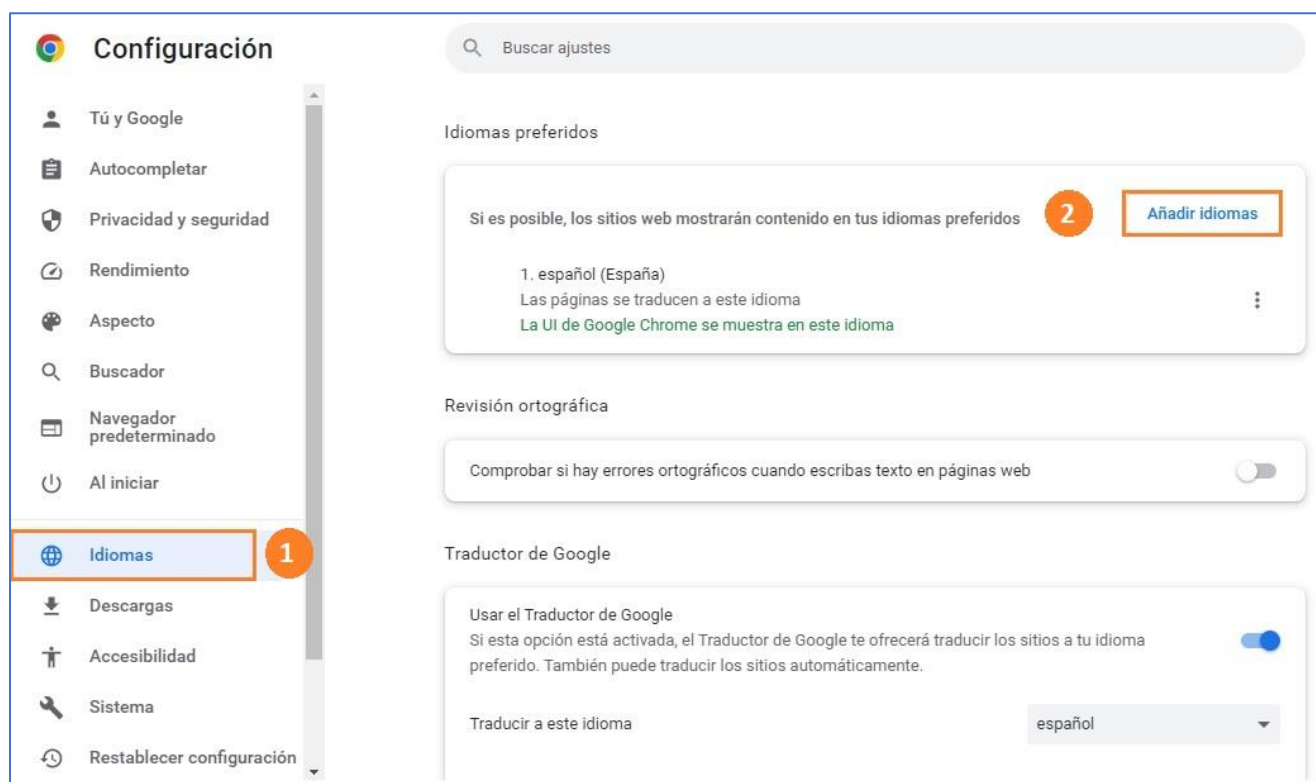 Configuración
Buscar ajustes
Tú y Google
Autocompletar
Privacidad y seguridad
Rendimiento
Aspecto
Buscador
Navegador
predeterminado
Al iniciar
Idiomas
1
Descargas
Accesibilidad
Sistema
Restablecer configuración
Idiomas preferidos
Si es posible, los sitios web mostrarán contenido en tus idiomas preferidos
2
Añadir idiomas
1. español (España)
Las páginas se traducen a este idioma
La UI de Google Chrome se muestra en este idioma
Revisión ortográfica
Comprobar si hay errores ortográficos cuando escribas texto en páginas web
Traductor de Google
Usar el Traductor de Google
Si esta opción está activada, el Traductor de Google te ofrecerá traducir los sitios a tu idioma
preferido. También puede traducir los sitios automáticamente.
Traducir a este idioma
español